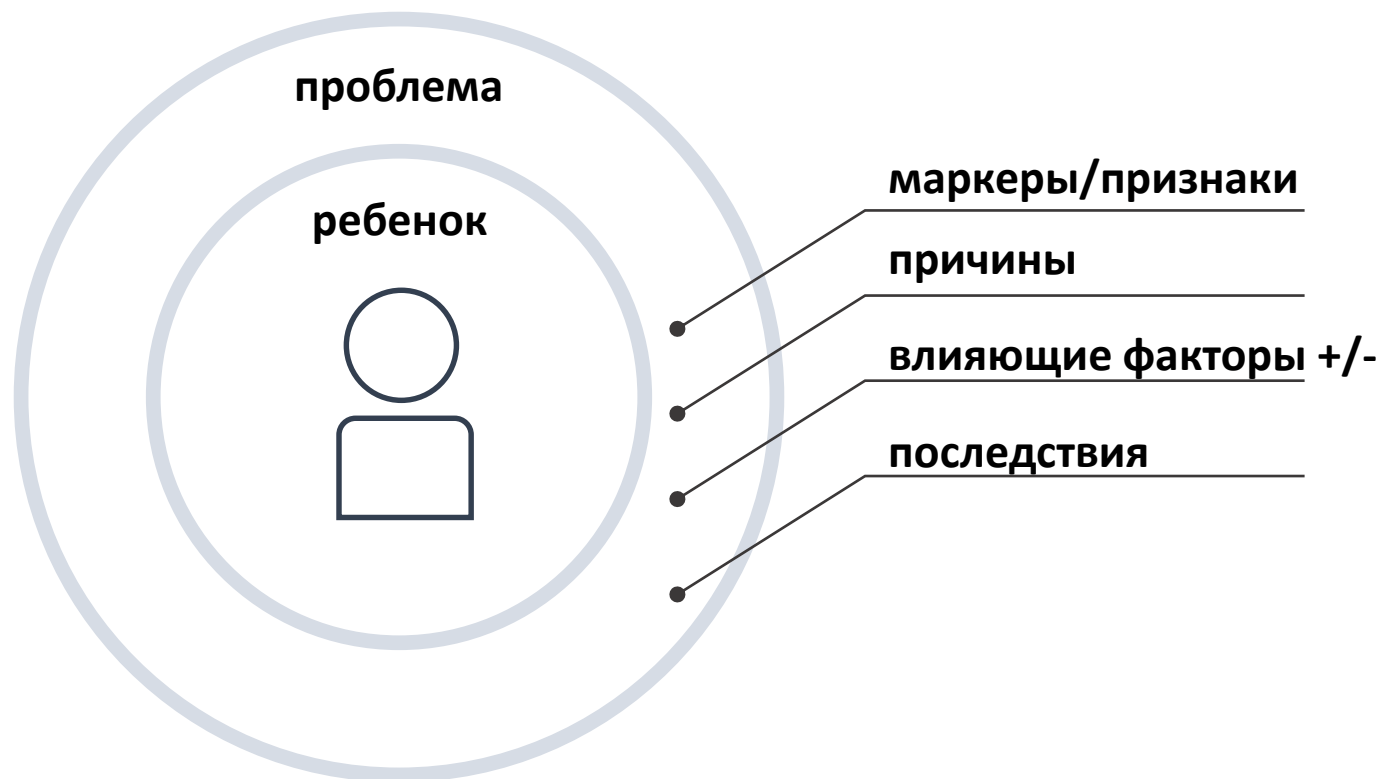 проблема
ребенок
маркеры/признаки
причины
влияющие факторы +/-
последствия